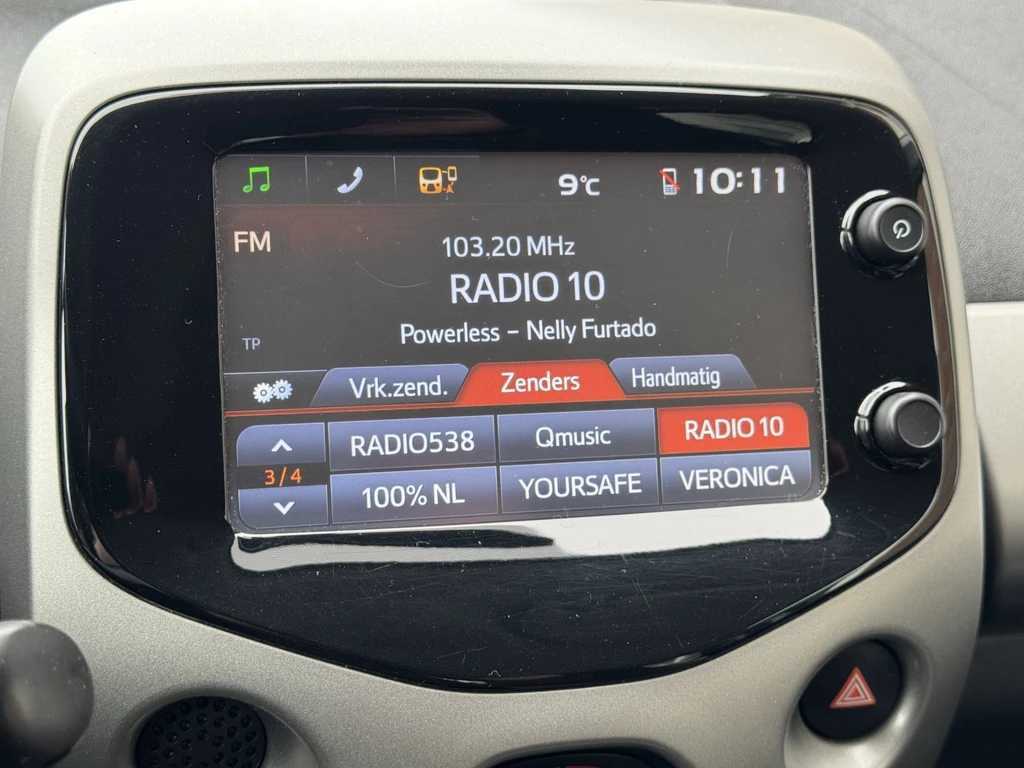 9°C 10:11
FM
103.20 MHz
RADIO 10
Powerless – Nelly Furtado
TP
Vrk.zend. Zenders Handmatig
RADIO538 Qmusic RADIO 10
3/4
100% NL YOURSAFE VERONICA